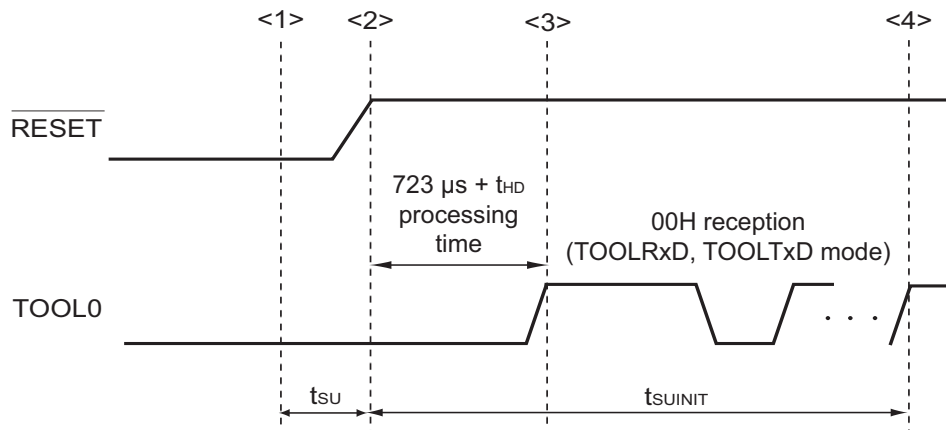 <1> <2> <3> <4>
RESET
723 µs + tHD
processing
time
00H reception
(TOOLRxD, TOOLTxD mode)
TOOL0
. . .
tSU
tSUINIT